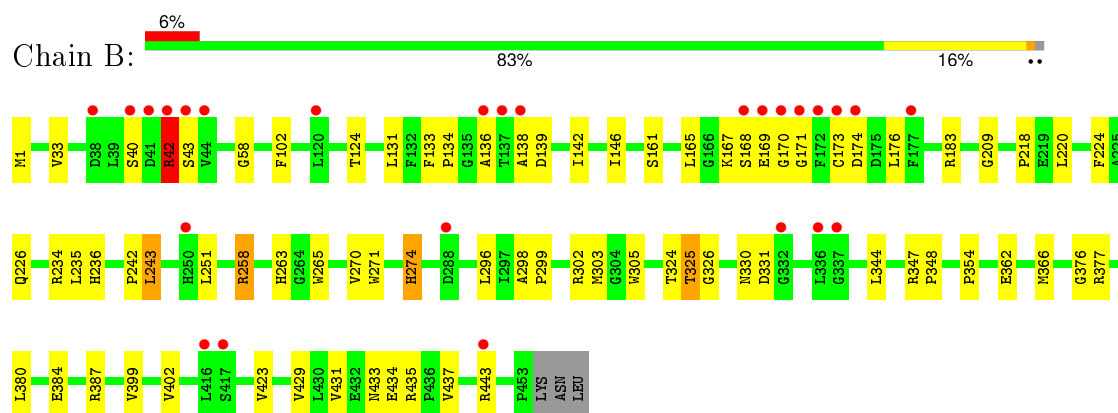 6%
Chain B:
83% 16% ••
M1 V33 D38 L39 S40 D41 R42 S43 V44 G58 F102 L120 T124 L131 F132 F133 P134 G135 A136 T137 A138 D139 I142 I146 S161 L165 G166 K167 S168 E169 G170 G171 F172 G173 D174 D175 L176 F177 R183 G209 P218 E219 L220 F224 A225
Q226 R234 L235 H236 P242 L243 H250 L251 R258 H263 G264 W265 V270 W271 H274 D288 L296 I297 A298 P299 R302 M303 G304 W305 T324 T325 G326 N330 D331 G332 L336 G337 L344 R347 P348 P354 E362 M366 G376 R377
L380 E384 R387 V399 V402 L416 S417 V423 V429 L430 V431 E432 N433 E434 R435 P436 V437 R443 P453 LYS ASN LEU